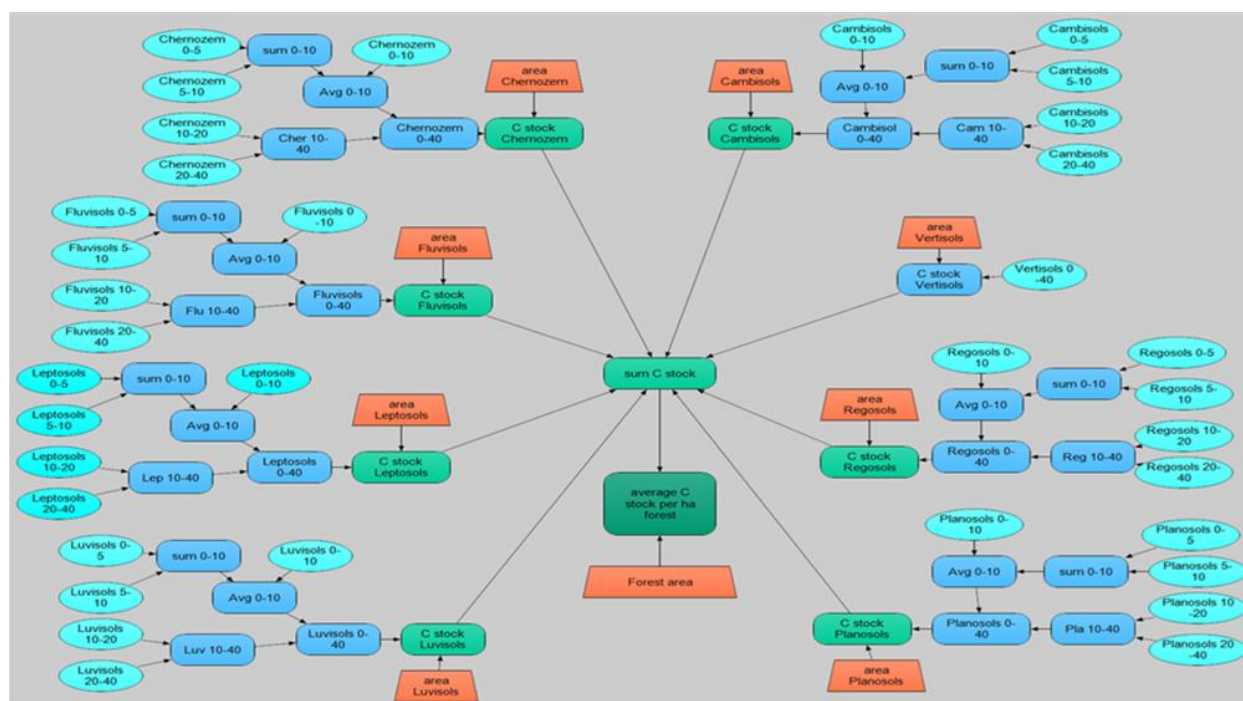 Chernozem
0-5
sum 0-10
Chernozem
0-10
Chernozem
5-10
Avg 0-10
area
Chernozem
Chernozem
10-20
Cher 10-
40
Chernozem
0-40
C stock
Chernozem
Chernozem
20-40
Cambisols
0-10
Cambisols
0-5
area
Cambisols
Avg 0-10
sum 0-10
Cambisols
5-10
C stock
Cambisols
Cambisol
0-40
Cam 10-
40
Cambisols
10-20
Cambisols
20-40
Fluvisols 0-5
sum 0-10
Fluvisols 0
-10
Fluvisols 5-
10
Avg 0-10
area
Fluvisols
Fluvisols 10-
20
Flu 10-40
Fluvisols
0-40
C stock
Fluvisols
Fluvisols 20-
40
area
Vertisols
C stock
Vertisols
Vertisols 0
-40
sum C stock
Leptosols
0-5
sum 0-10
Leptosols
0-10
Leptosols
5-10
Avg 0-10
area
Leptosols
Leptosols
10-20
Lep 10-40
Leptosols
0-40
C stock
Leptosols
Leptosols
20-40
Regosols 0-
10
Regosols 0-5
sum 0-10
area
Regosols
Avg 0-10
Regosols 5-
10
C stock
Regosols
Regosols 0-
40
Reg 10-40
Regosols 10-
20
Regosols 20-
40
average C
stock per ha
forest
Forest area
Luvisols 0-
5
sum 0-10
Luvisols 0-
10
Luvisols 5-
10
Avg 0-10
Luvisols
10-20
Luv 10-40
Luvisols 0-
40
C stock
Luvisols
Luvisols
20-40
area
Luvisols
Planosols 0-
10
Planosols 0-
5
Avg 0-10
sum 0-10
Planosols 5-
10
C stock
Planosols
Planosols 0-
40
Pla 10-40
Planosols 10
-20
Planosols 20
-40
area
Planosols